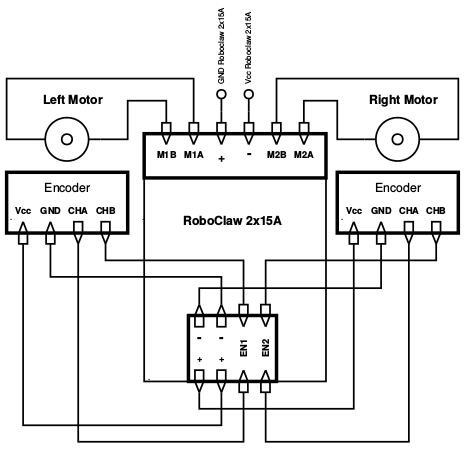 GND Roboclaw 2x15A
Vcc Roboclaw 2x15A
Left Motor
Right Motor
M1B M1A + - M2B M2A
Encoder
Vcc GND CHA CHB
RoboClaw 2x15A
Encoder
Vcc GND CHA CHB
- - EN1 EN2
+ +